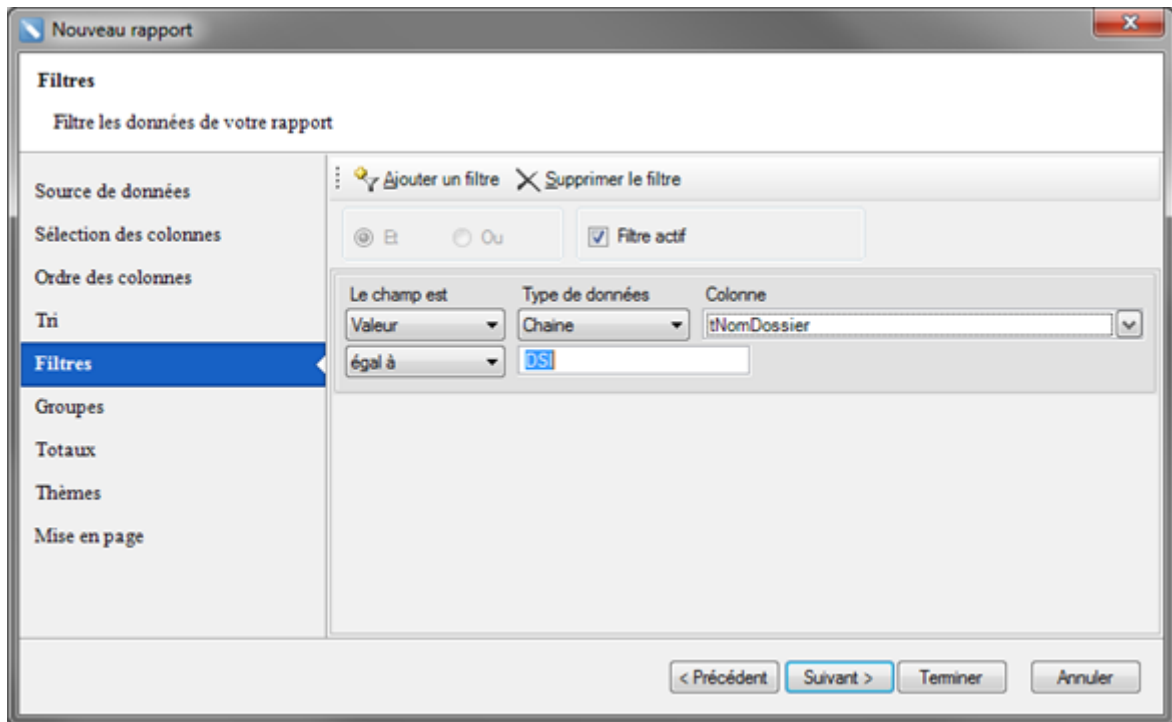 Nouveau rapport
Filtres
Filtre les données de votre rapport
Source de données
Sélection des colonnes
Ordre des colonnes
Tri
Filtres
Groupes
Totaux
Thèmes
Mise en page
Ajouter un filtre Supprimer le filtre
Et Ou Filtre actif
Le champ est Type de données Colonne
Valeur Chaine tNomDossier
égal à DSI
< Précédent Suivant > Terminer Annuler